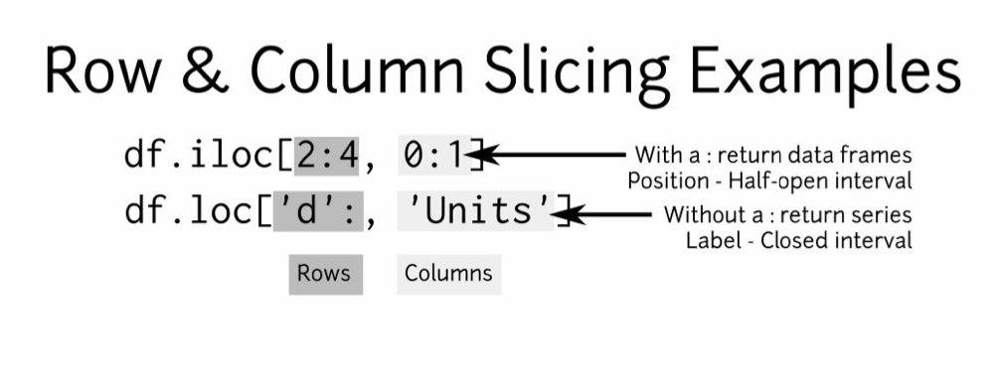 Row & Column Slicing Examples
df.iloc[2:4, 0:1]
With a : return data frames
Position - Half-open interval
df.loc['d':, 'Units']
Without a : return series
Label - Closed interval
Rows Columns